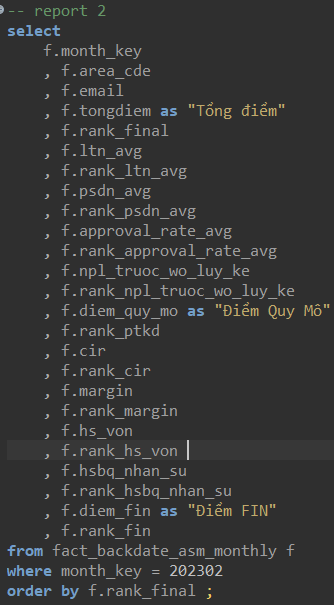 -- report 2
select
f.month_key
, f.area_cde
, f.email
, f.tongdiem as "Tổng điểm"
, f.rank_final
, f.ltn_avg
, f.rank_ltn_avg
, f.psdn_avg
, f.rank_psdn_avg
, f.approval_rate_avg
, f.rank_approval_rate_avg
, f.npl_truoc_wo_luy_ke
, f.rank_npl_truoc_wo_luy_ke
, f.diem_quy_mo as "Điểm Quy Mô"
, f.rank_ptkd
, f.cir
, f.rank_cir
, f.margin
, f.rank_margin
, f.hs_von
, f.rank_hs_von
, f.hsbq_nhan_su
, f.rank_hsbq_nhan_su
, f.diem_fin as "Điểm FIN"
, f.rank_fin
from fact_backdate_asm_monthly f
where month_key = 202302
order by f.rank_final ;